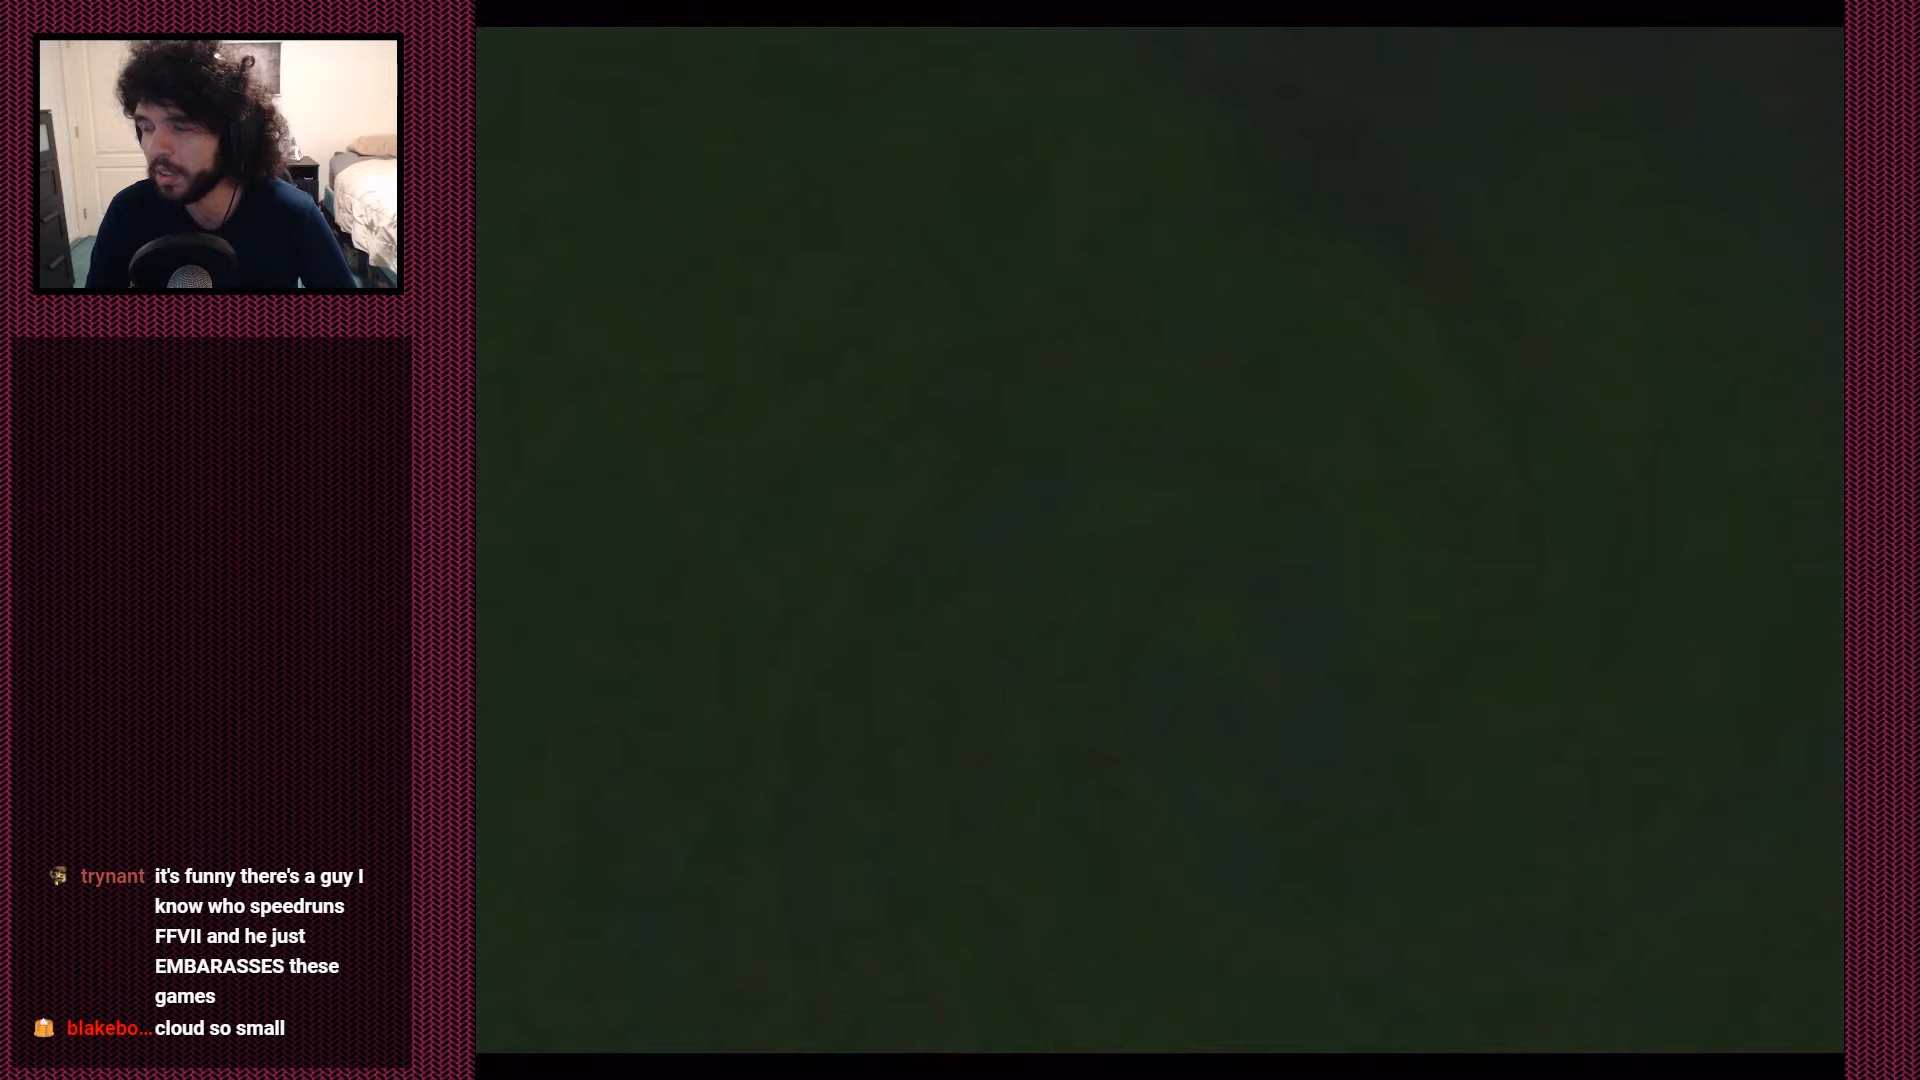 trynant it's funny there's a guy I
know who speedruns
FFVII and he just
EMBARASSES these
games
blakebo... cloud so small